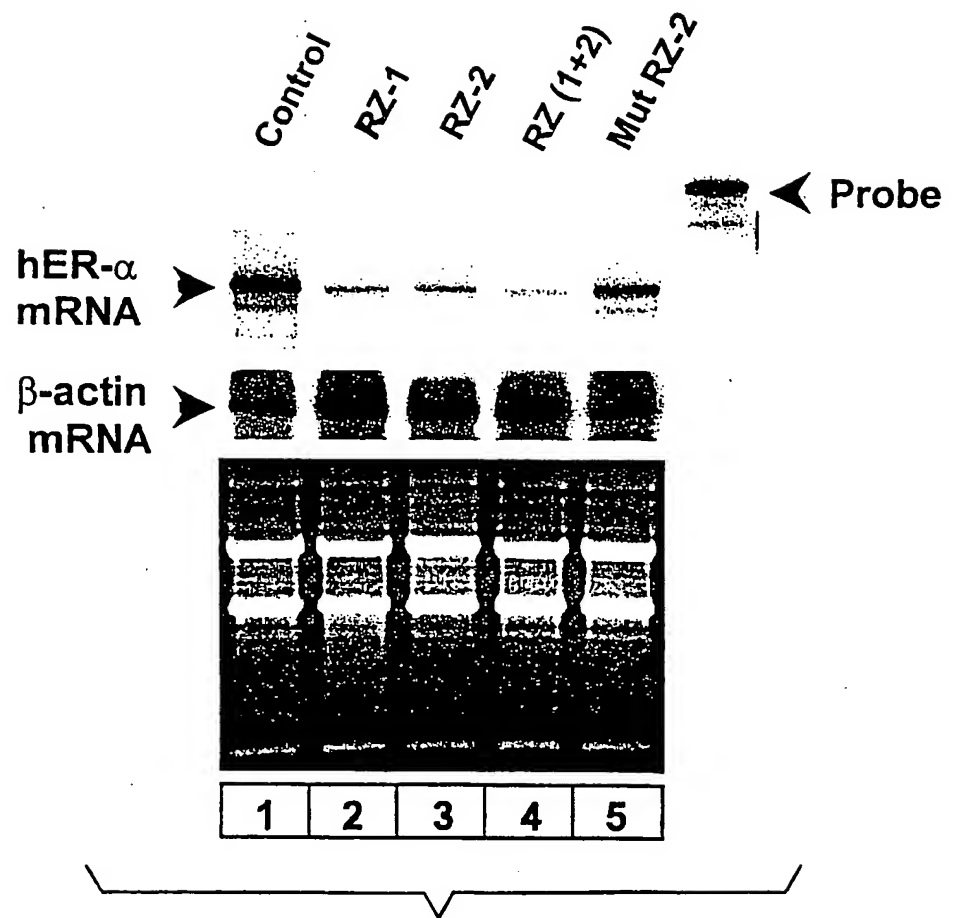 Control
RZ-1
RZ-2
RZ (1+2)
Mut RZ-2
Probe
hER-α
mRNA
β-actin
mRNA
1 2 3 4 5